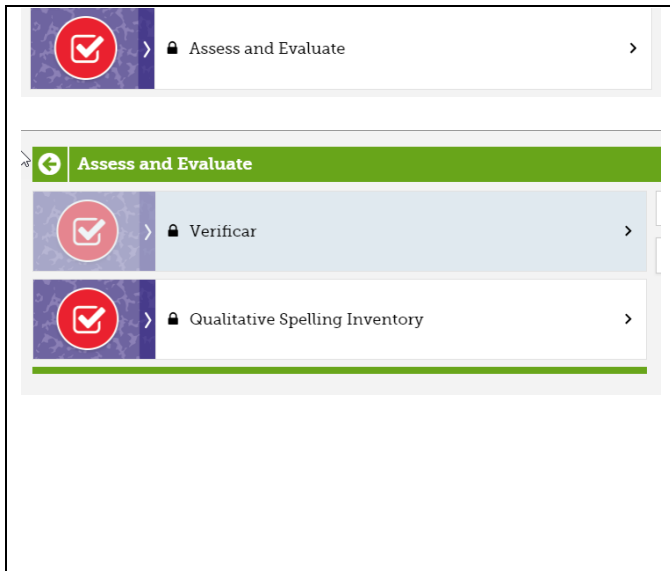 Assess and Evaluate
Assess and Evaluate
Verificar
Qualitative Spelling Inventory